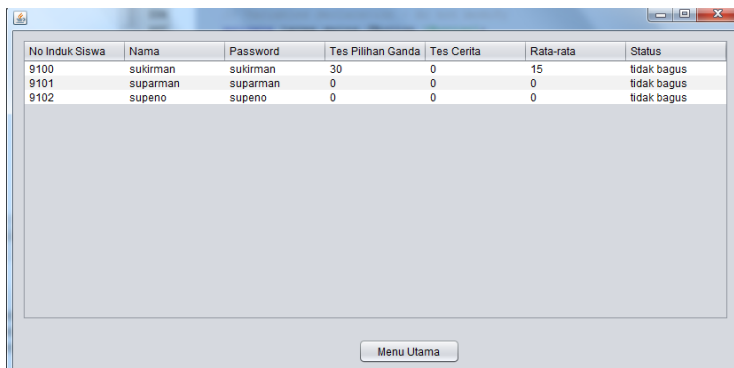 No Induk Siswa Nama Password Tes Pilihan Ganda Tes Cerita Rata-rata Status
9100 sukirman sukirman 30 0 15 tidak bagus
9101 suparman suparman 0 0 0 tidak bagus
9102 supeno supeno 0 0 0 tidak bagus
Menu Utama